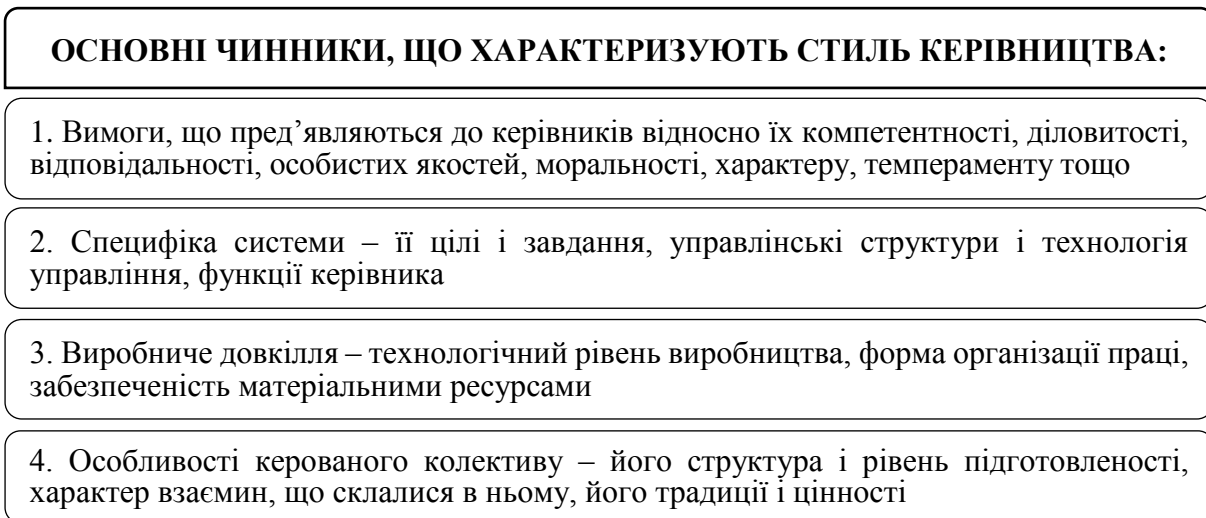 ОСНОВНІ ЧИННИКИ, ЩО ХАРАКТЕРИЗУЮТЬ СТИЛЬ КЕРІВНИЦТВА:
1. Вимоги, що пред’являються до керівників відносно їх компетентності, діловитості,
відповідальності, особистих якостей, моральності, характеру, темпераменту тощо
2. Специфіка системи – її цілі і завдання, управлінські структури і технологія
управління, функції керівника
3. Виробниче довкілля – технологічний рівень виробництва, форма організації праці,
забезпеченість матеріальними ресурсами
4. Особливості керованого колективу – його структура і рівень підготовленості,
характер взаємин, що склалися в ньому, його традиції і цінності